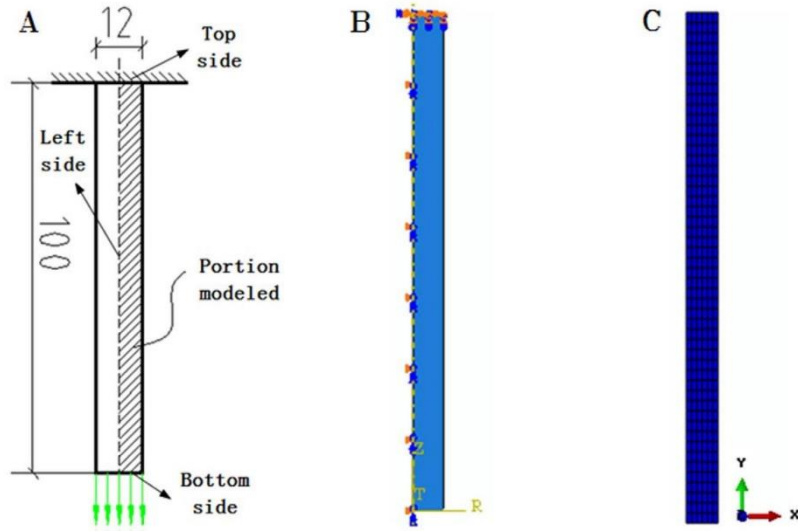 A
12
Top
side
Left
side
100
Portion
modeled
Bottom
side
B
Z
T
R
C
Y
X